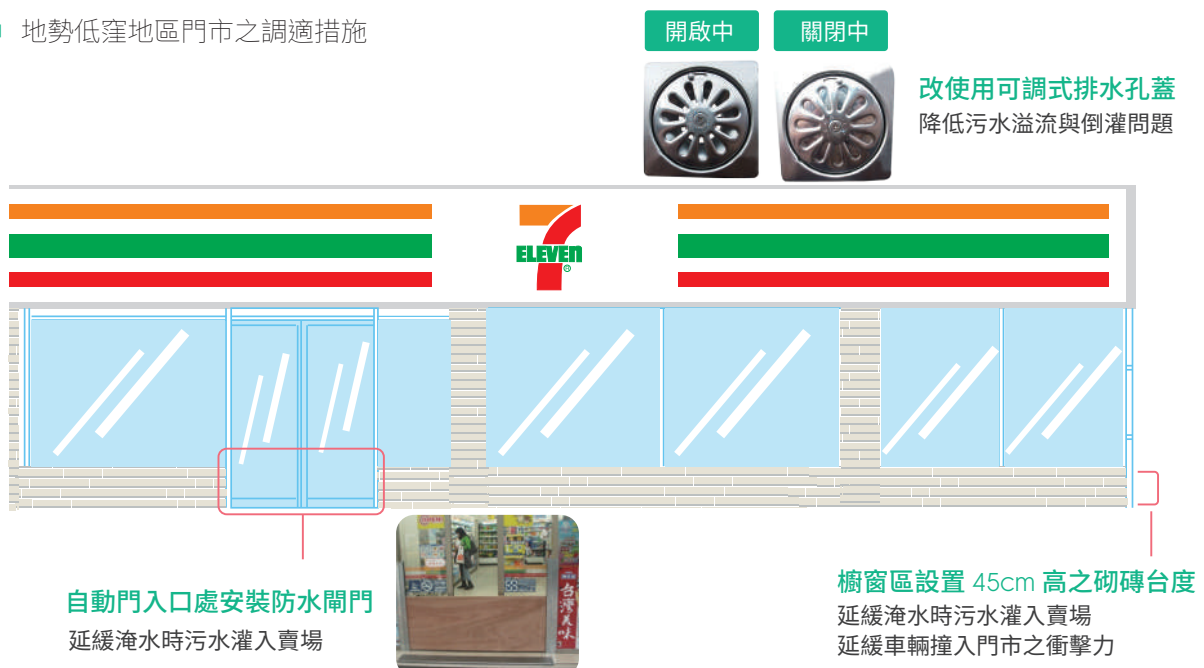 地勢低窪地區門市之調適措施
開啟中
關閉中
改使用可調式排水孔蓋
降低污水溢流與倒灌問題
7
ELEVEn
®
自動門入口處安裝防水閘門
延緩淹水時污水灌入賣場
台灣美味
櫥窗區設置 45cm 高之砌磚台度
延緩淹水時污水灌入賣場
延緩車輛撞入門市之衝擊力